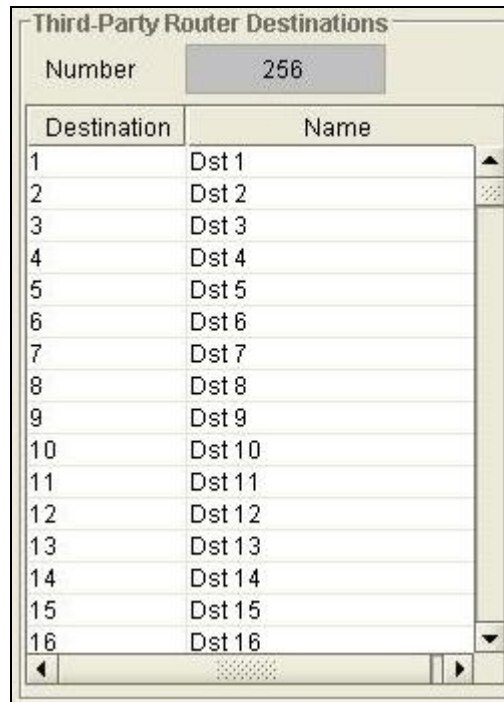 Third-Party Router Destinations
Number 256
Destination Name
1 Dst 1
2 Dst 2
3 Dst 3
4 Dst 4
5 Dst 5
6 Dst 6
7 Dst 7
8 Dst 8
9 Dst 9
10 Dst 10
11 Dst 11
12 Dst 12
13 Dst 13
14 Dst 14
15 Dst 15
16 Dst 16